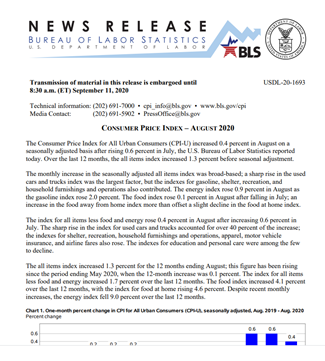 NEWS RELEASE
BUREAU OF LABOR STATISTICS
U. S. DEPARTMENT OF LABOR
BLS
Transmission of material in this release is embargoed until
USDL-20-1693
8:30 a.m. (ET) September 11, 2020
Technical information: (202) 691-7000 • cpi_info@bls.gov • www.bls.gov/cpi
Media Contact: (202) 691-5902 • PressOffice@bls.gov
CONSUMER PRICE INDEX – AUGUST 2020
The Consumer Price Index for All Urban Consumers (CPI-U) increased 0.4 percent in August on a
seasonally adjusted basis after rising 0.6 percent in July, the U.S. Bureau of Labor Statistics reported
today. Over the last 12 months, the all items index increased 1.3 percent before seasonal adjustment.
The monthly increase in the seasonally adjusted all items index was broad-based; a sharp rise in the used
cars and trucks index was the largest factor, but the indexes for gasoline, shelter, recreation, and
household furnishings and operations also contributed. The energy index rose 0.9 percent in August as
the gasoline index rose 2.0 percent. The food index rose 0.1 percent in August after falling in July; an
increase in the food away from home index more than offset a slight decline in the food at home index.
The index for all items less food and energy rose 0.4 percent in August after increasing 0.6 percent in
July. The sharp rise in the index for used cars and trucks accounted for over 40 percent of the increase;
the indexes for shelter, recreation, household furnishings and operations, apparel, motor vehicle
insurance, and airline fares also rose. The indexes for education and personal care were among the few
to decline.
The all items index increased 1.3 percent for the 12 months ending August; this figure has been rising
since the period ending May 2020, when the 12-month increase was 0.1 percent. The index for all items
less food and energy increased 1.7 percent over the last 12 months. The food index increased 4.1 percent
over the last 12 months, with the index for food at home rising 4.6 percent. Despite recent monthly
increases, the energy index fell 9.0 percent over the last 12 months.
Chart 1. One-month percent change in CPI for All Urban Consumers (CPI-U), seasonally adjusted, Aug. 2019 - Aug. 2020
Percent change
0.6 0.6
0.6
0.4
0.4
0.2 0.2 0.2